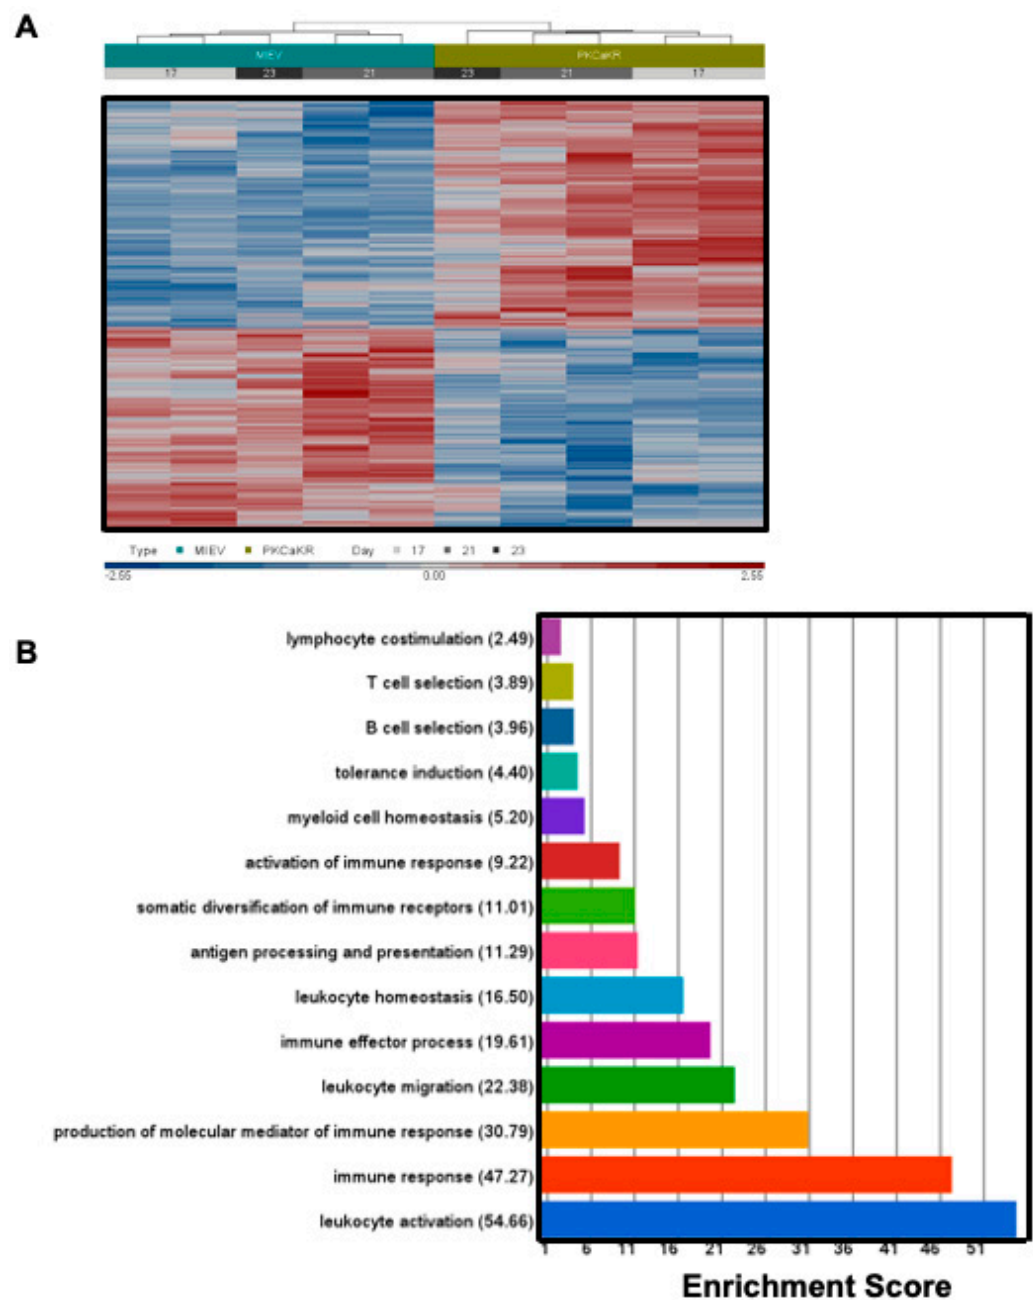 A
MIEV PKCaKR
17 23 21 23 21 17
Type MIEV PKCaKR Day 17 21 23
-2.55 0.00 2.55
B
lymphocyte costimulation (2.49)
T cell selection (3.89)
B cell selection (3.96)
tolerance induction (4.40)
myeloid cell homeostasis (5.20)
activation of immune response (9.22)
somatic diversification of immune receptors (11.01)
antigen processing and presentation (11.29)
leukocyte homeostasis (16.50)
immune effector process (19.61)
leukocyte migration (22.38)
production of molecular mediator of immune response (30.79)
immune response (47.27)
leukocyte activation (54.66)
1 6 11 16 21 26 31 36 41 46 51
Enrichment Score